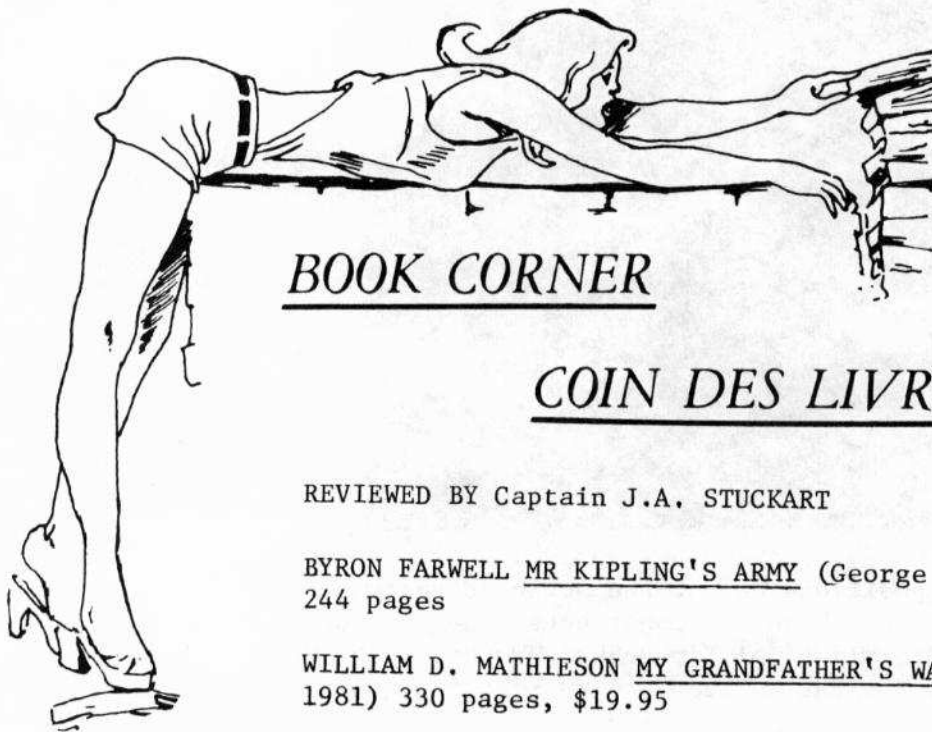 BOOK CORNER
COIN DES LIVR
REVIEWED BY Captain J.A. STUCKART
BYRON FARWELL MR KIPLING'S ARMY (George
244 pages
WILLIAM D. MATHIESON MY GRANDFATHER'S WA
1981) 330 pages, $19.95